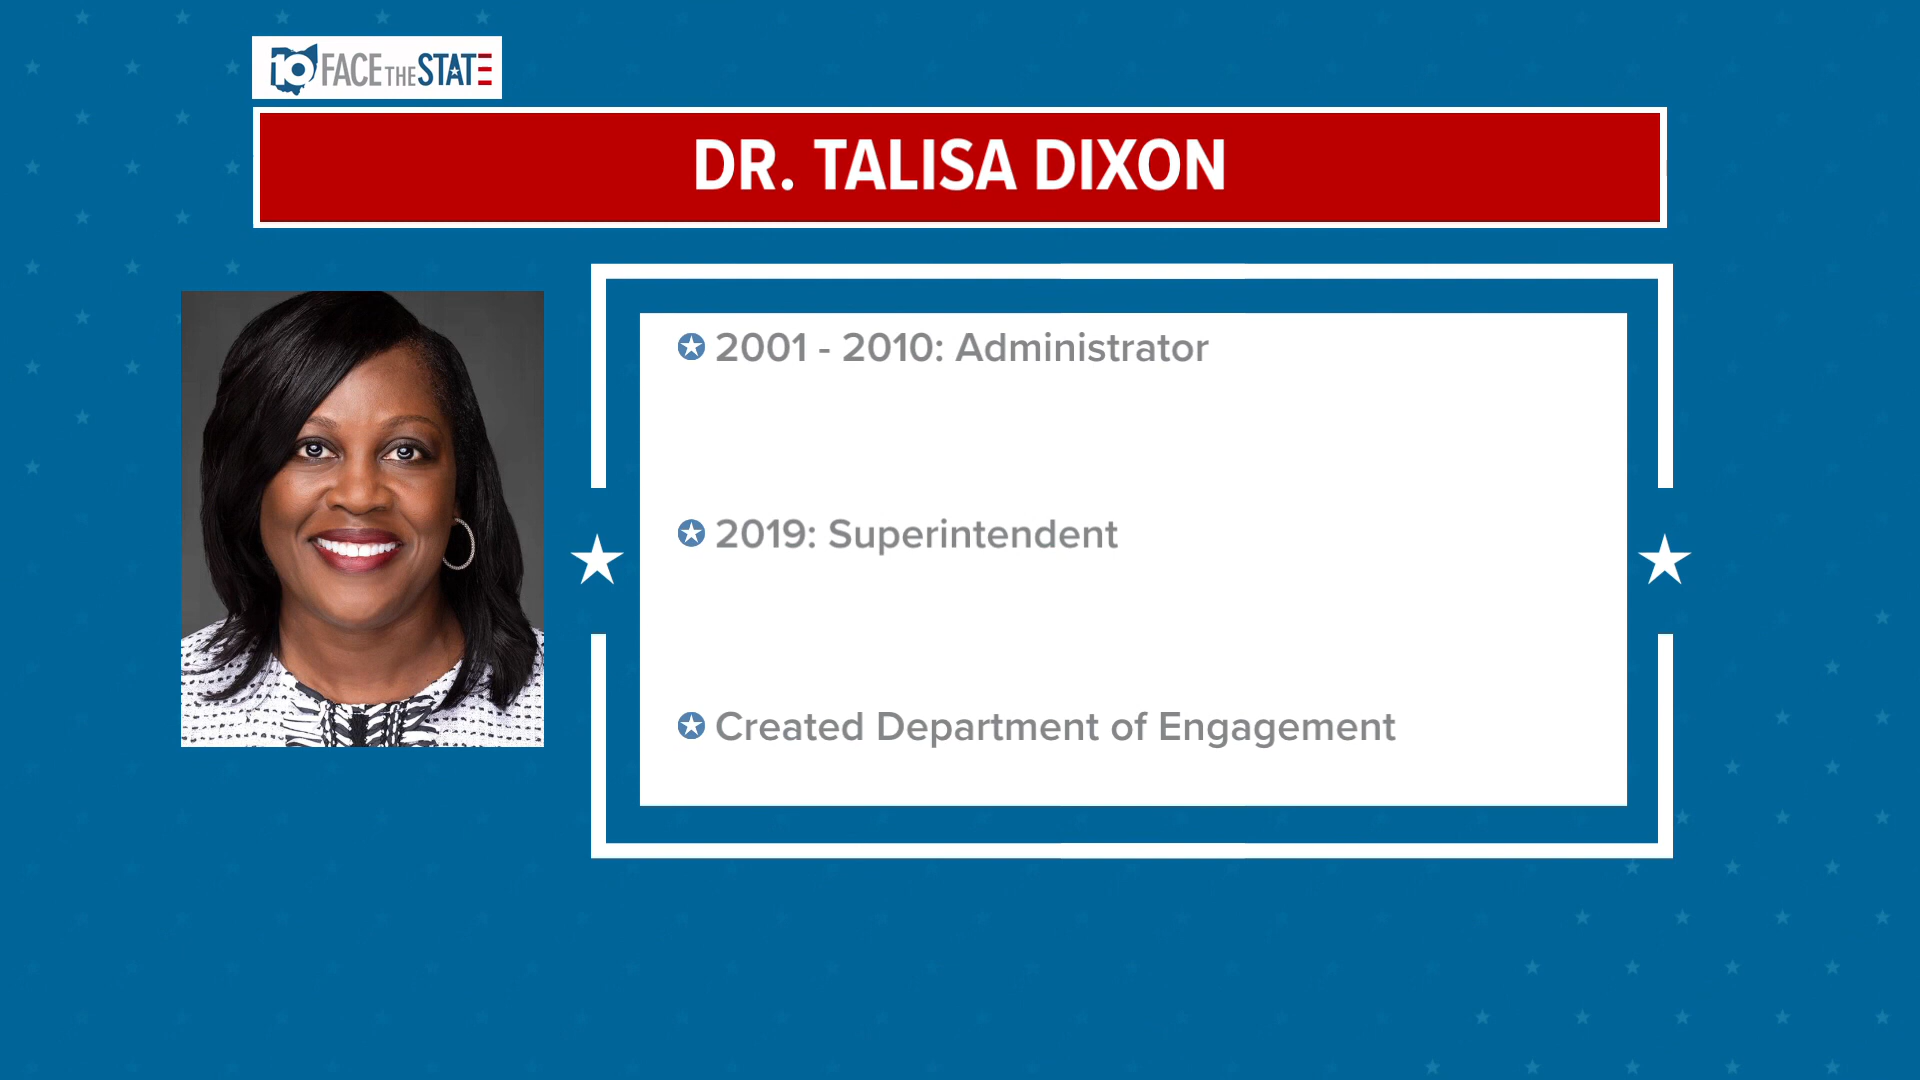 10 FACE THE STATE
DR. TALISA DIXON
2001 - 2010: Administrator
2019: Superintendent
Created Department of Engagement